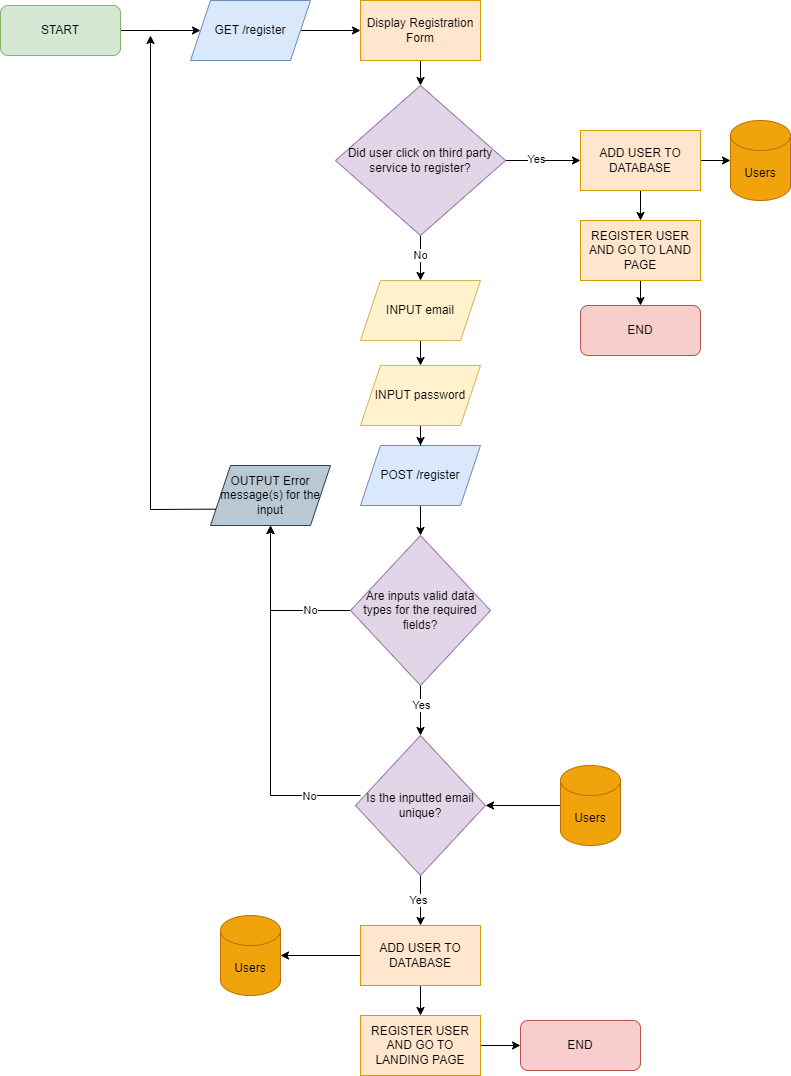 START
GET /register
Display Registration
Form
Did user click on third party
service to register?
Yes
ADD USER TO
DATABASE
Users
REGISTER USER
AND GO TO LAND
PAGE
END
No
INPUT email
INPUT password
POST /register
OUTPUT Error
message(s) for the
input
Are inputs valid data
types for the required
fields?
No
Yes
Is the inputted email
unique?
No
Users
Yes
ADD USER TO
DATABASE
Users
REGISTER USER
AND GO TO
LANDING PAGE
END